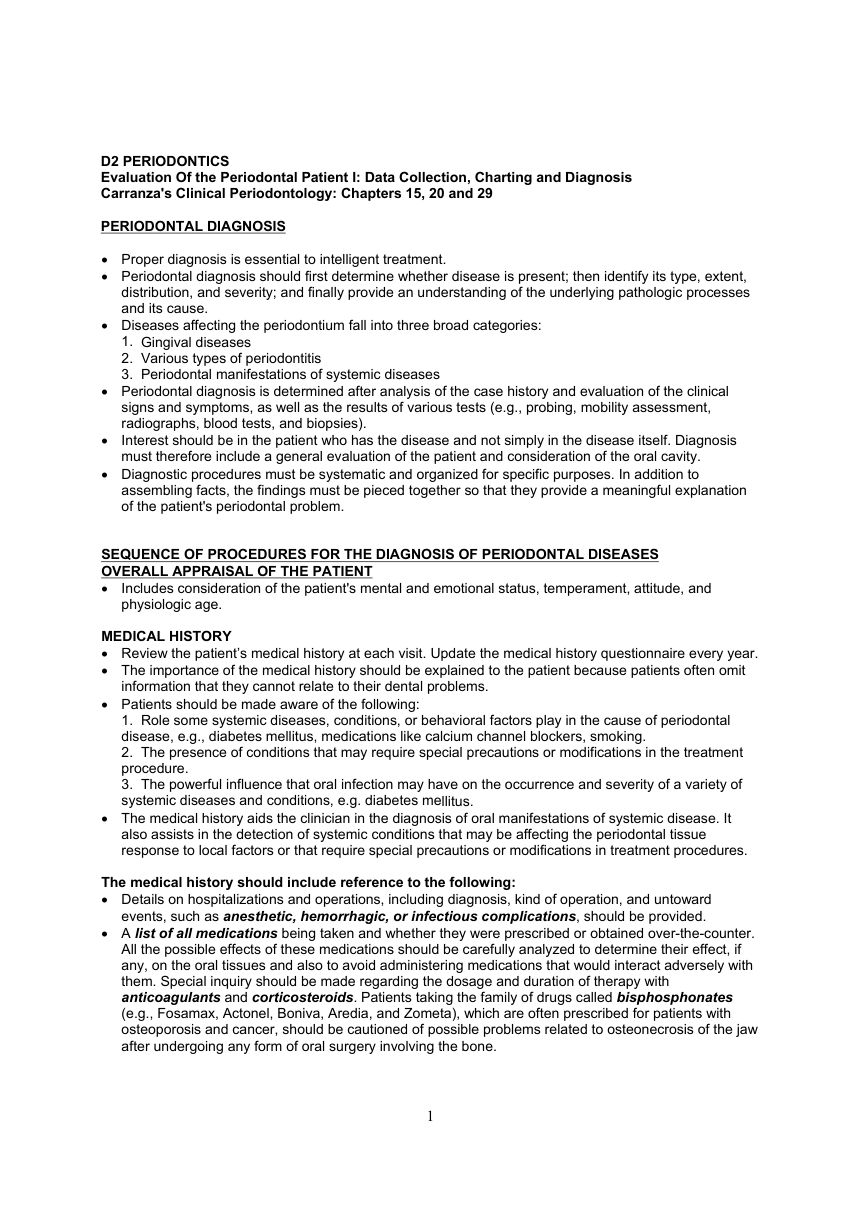 D2 PERIODONTICS
Evaluation Of the Periodontal Patient I: Data Collection, Charting and Diagnosis
Carranza's Clinical Periodontology: Chapters 15, 20 and 29
PERIODONTAL DIAGNOSIS
• Proper diagnosis is essential to intelligent treatment.
• Periodontal diagnosis should first determine whether disease is present; then identify its type, extent,
distribution, and severity; and finally provide an understanding of the underlying pathologic processes
and its cause.
• Diseases affecting the periodontium fall into three broad categories:
1. Gingival diseases
2. Various types of periodontitis
3. Periodontal manifestations of systemic diseases
• Periodontal diagnosis is determined after analysis of the case history and evaluation of the clinical
signs and symptoms, as well as the results of various tests (e.g., probing, mobility assessment,
radiographs, blood tests, and biopsies).
• Interest should be in the patient who has the disease and not simply in the disease itself. Diagnosis
must therefore include a general evaluation of the patient and consideration of the oral cavity.
• Diagnostic procedures must be systematic and organized for specific purposes. In addition to
assembling facts, the findings must be pieced together so that they provide a meaningful explanation
of the patient's periodontal problem.
SEQUENCE OF PROCEDURES FOR THE DIAGNOSIS OF PERIODONTAL DISEASES
OVERALL APPRAISAL OF THE PATIENT
• Includes consideration of the patient's mental and emotional status, temperament, attitude, and
physiologic age.
MEDICAL HISTORY
• Review the patient’s medical history at each visit. Update the medical history questionnaire every year.
• The importance of the medical history should be explained to the patient because patients often omit
information that they cannot relate to their dental problems.
• Patients should be made aware of the following:
1. Role some systemic diseases, conditions, or behavioral factors play in the cause of periodontal
disease, e.g., diabetes mellitus, medications like calcium channel blockers, smoking.
2. The presence of conditions that may require special precautions or modifications in the treatment
procedure.
3. The powerful influence that oral infection may have on the occurrence and severity of a variety of
systemic diseases and conditions, e.g. diabetes mellitus.
• The medical history aids the clinician in the diagnosis of oral manifestations of systemic disease. It
also assists in the detection of systemic conditions that may be affecting the periodontal tissue
response to local factors or that require special precautions or modifications in treatment procedures.
The medical history should include reference to the following:
• Details on hospitalizations and operations, including diagnosis, kind of operation, and untoward
events, such as anesthetic, hemorrhagic, or infectious complications, should be provided.
• A list of all medications being taken and whether they were prescribed or obtained over-the-counter.
All the possible effects of these medications should be carefully analyzed to determine their effect, if
any, on the oral tissues and also to avoid administering medications that would interact adversely with
them. Special inquiry should be made regarding the dosage and duration of therapy with
anticoagulants and corticosteroids. Patients taking the family of drugs called bisphosphonates
(e.g., Fosamax, Actonel, Boniva, Aredia, and Zometa), which are often prescribed for patients with
osteoporosis and cancer, should be cautioned of possible problems related to osteonecrosis of the jaw
after undergoing any form of oral surgery involving the bone.
1